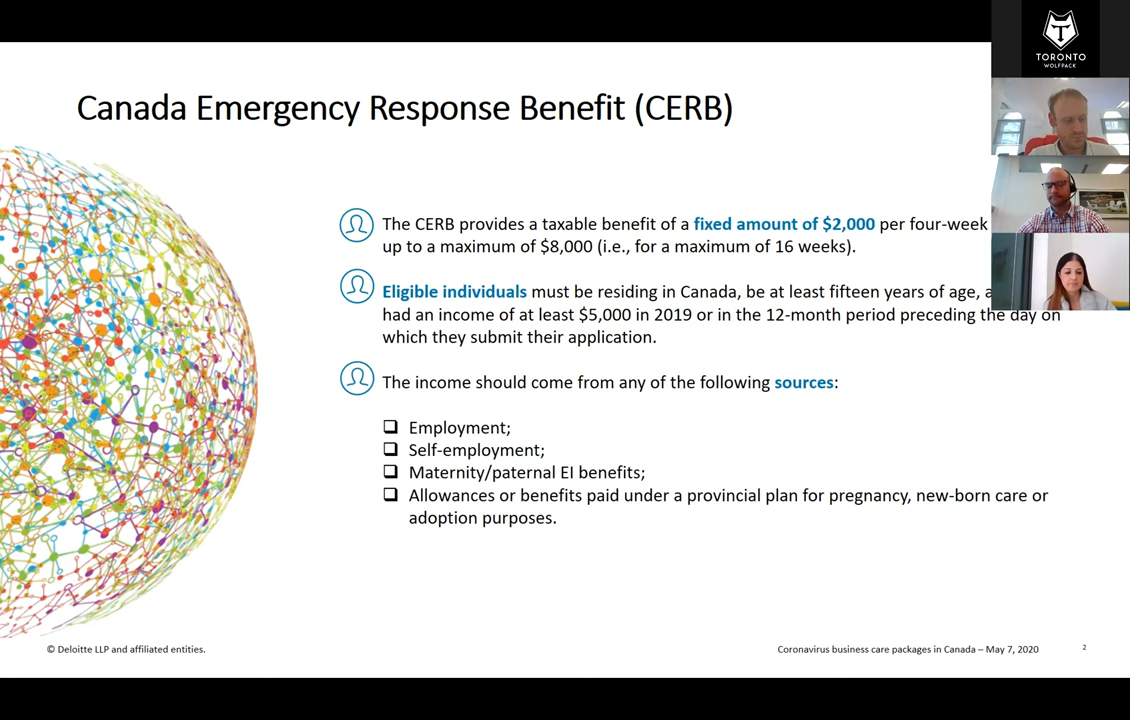 TORONTO
WOLFPACK
Canada Emergency Response Benefit (CERB)
The CERB provides a taxable benefit of a fixed amount of $2,000 per four-week
up to a maximum of $8,000 (i.e., for a maximum of 16 weeks).
Eligible individuals must be residing in Canada, be at least fifteen years of age,
had an income of at least $5,000 in 2019 or in the 12-month period preceding the day on
which they submit their application.
The income should come from any of the following sources:
❑ Employment;
❑ Self-employment;
❑ Maternity/paternal EI benefits;
❑ Allowances or benefits paid under a provincial plan for pregnancy, new-born care or
adoption purposes.
© Deloitte LLP and affiliated entities.
Coronavirus business care packages in Canada – May 7, 2020
2